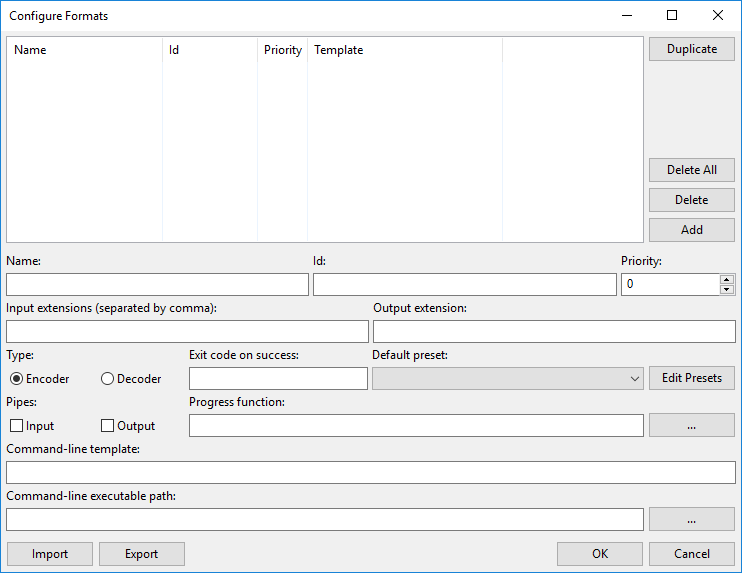 Configure Formats
Name Id Priority Template
Duplicate
Delete All
Delete
Add
Name: Id: Priority:
0
Input extensions (separated by comma): Output extension:
Type: Exit code on success: Default preset:
Encoder Decoder Edit Presets
Pipes: Progress function:
Input Output ...
Command-line template:
Command-line executable path:
...
Import Export OK Cancel